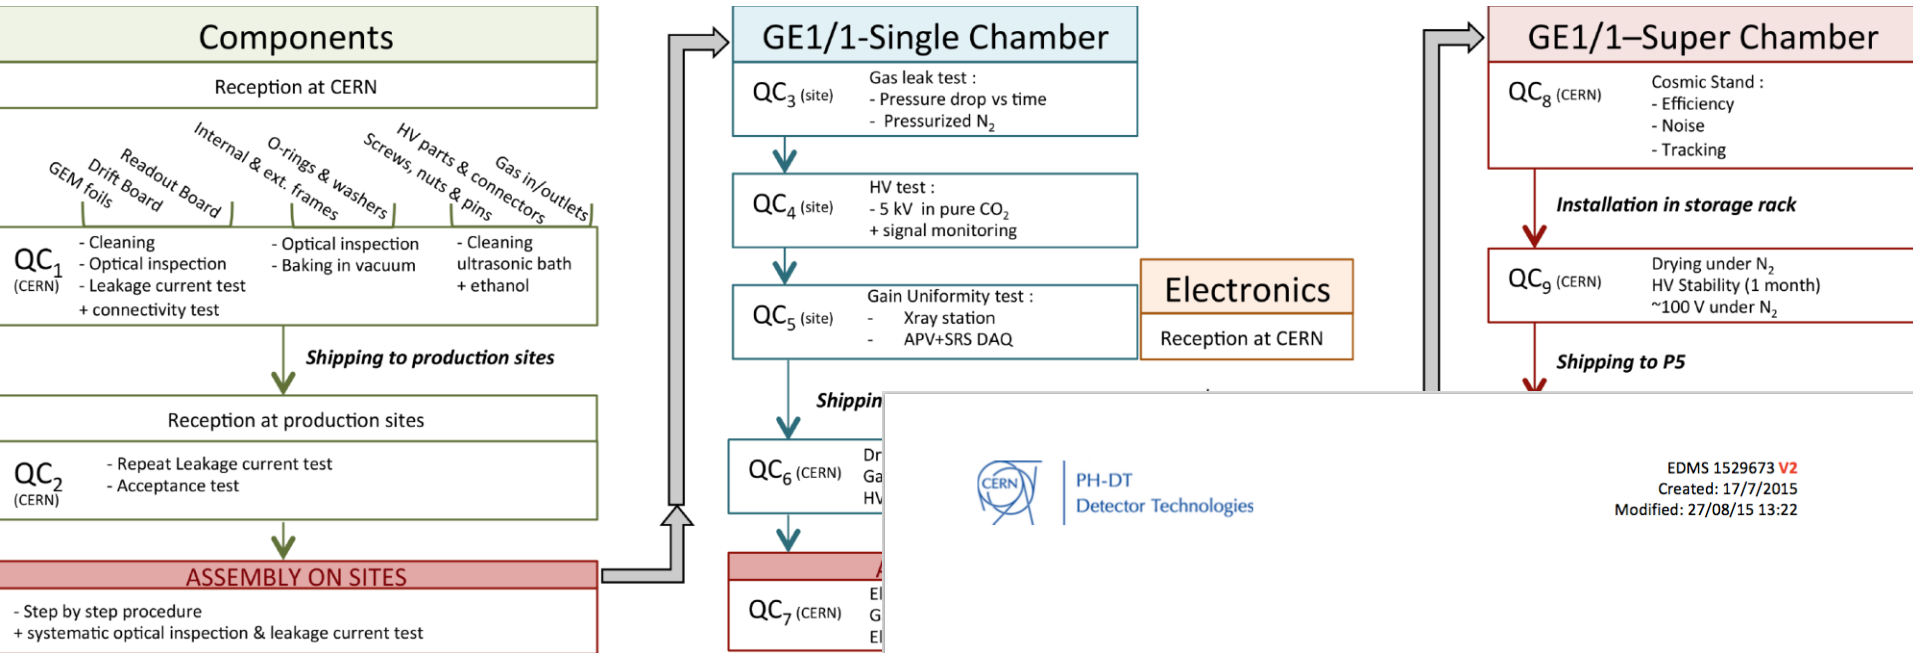 Components
Reception at CERN
GEM foils
Drift Board
Readout Board
Internal & ext. frames
O-rings & washers
Screws, nuts & pins
HV parts & connectors
Gas in/outlets
QC1
(CERN)
- Cleaning
- Optical inspection
- Leakage current test
+ connectivity test
- Optical inspection
- Baking in vacuum
- Cleaning
ultrasonic bath
+ ethanol
Shipping to production sites
Reception at production sites
QC2
(CERN)
- Repeat Leakage current test
- Acceptance test
ASSEMBLY ON SITES
- Step by step procedure
+ systematic optical inspection & leakage current test
GE1/1-Single Chamber
QC3 (site)
Gas leak test :
- Pressure drop vs time
- Pressurized N2
QC4 (site)
HV test :
- 5 kV in pure CO2
+ signal monitoring
QC5 (site)
Gain Uniformity test :
- Xray station
- APV+SRS DAQ
Shippin
QC6 (CERN)
Dr
Ga
HV
QC7 (CERN)
El
G
El
Electronics
Reception at CERN
GE1/1–Super Chamber
QC8 (CERN)
Cosmic Stand :
- Efficiency
- Noise
- Tracking
Installation in storage rack
QC9 (CERN)
Drying under N2
HV Stability (1 month)
~100 V under N2
Shipping to P5
CERN
PH-DT
Detector Technologies
EDMS 1529673 V2
Created: 17/7/2015
Modified: 27/08/15 13:22